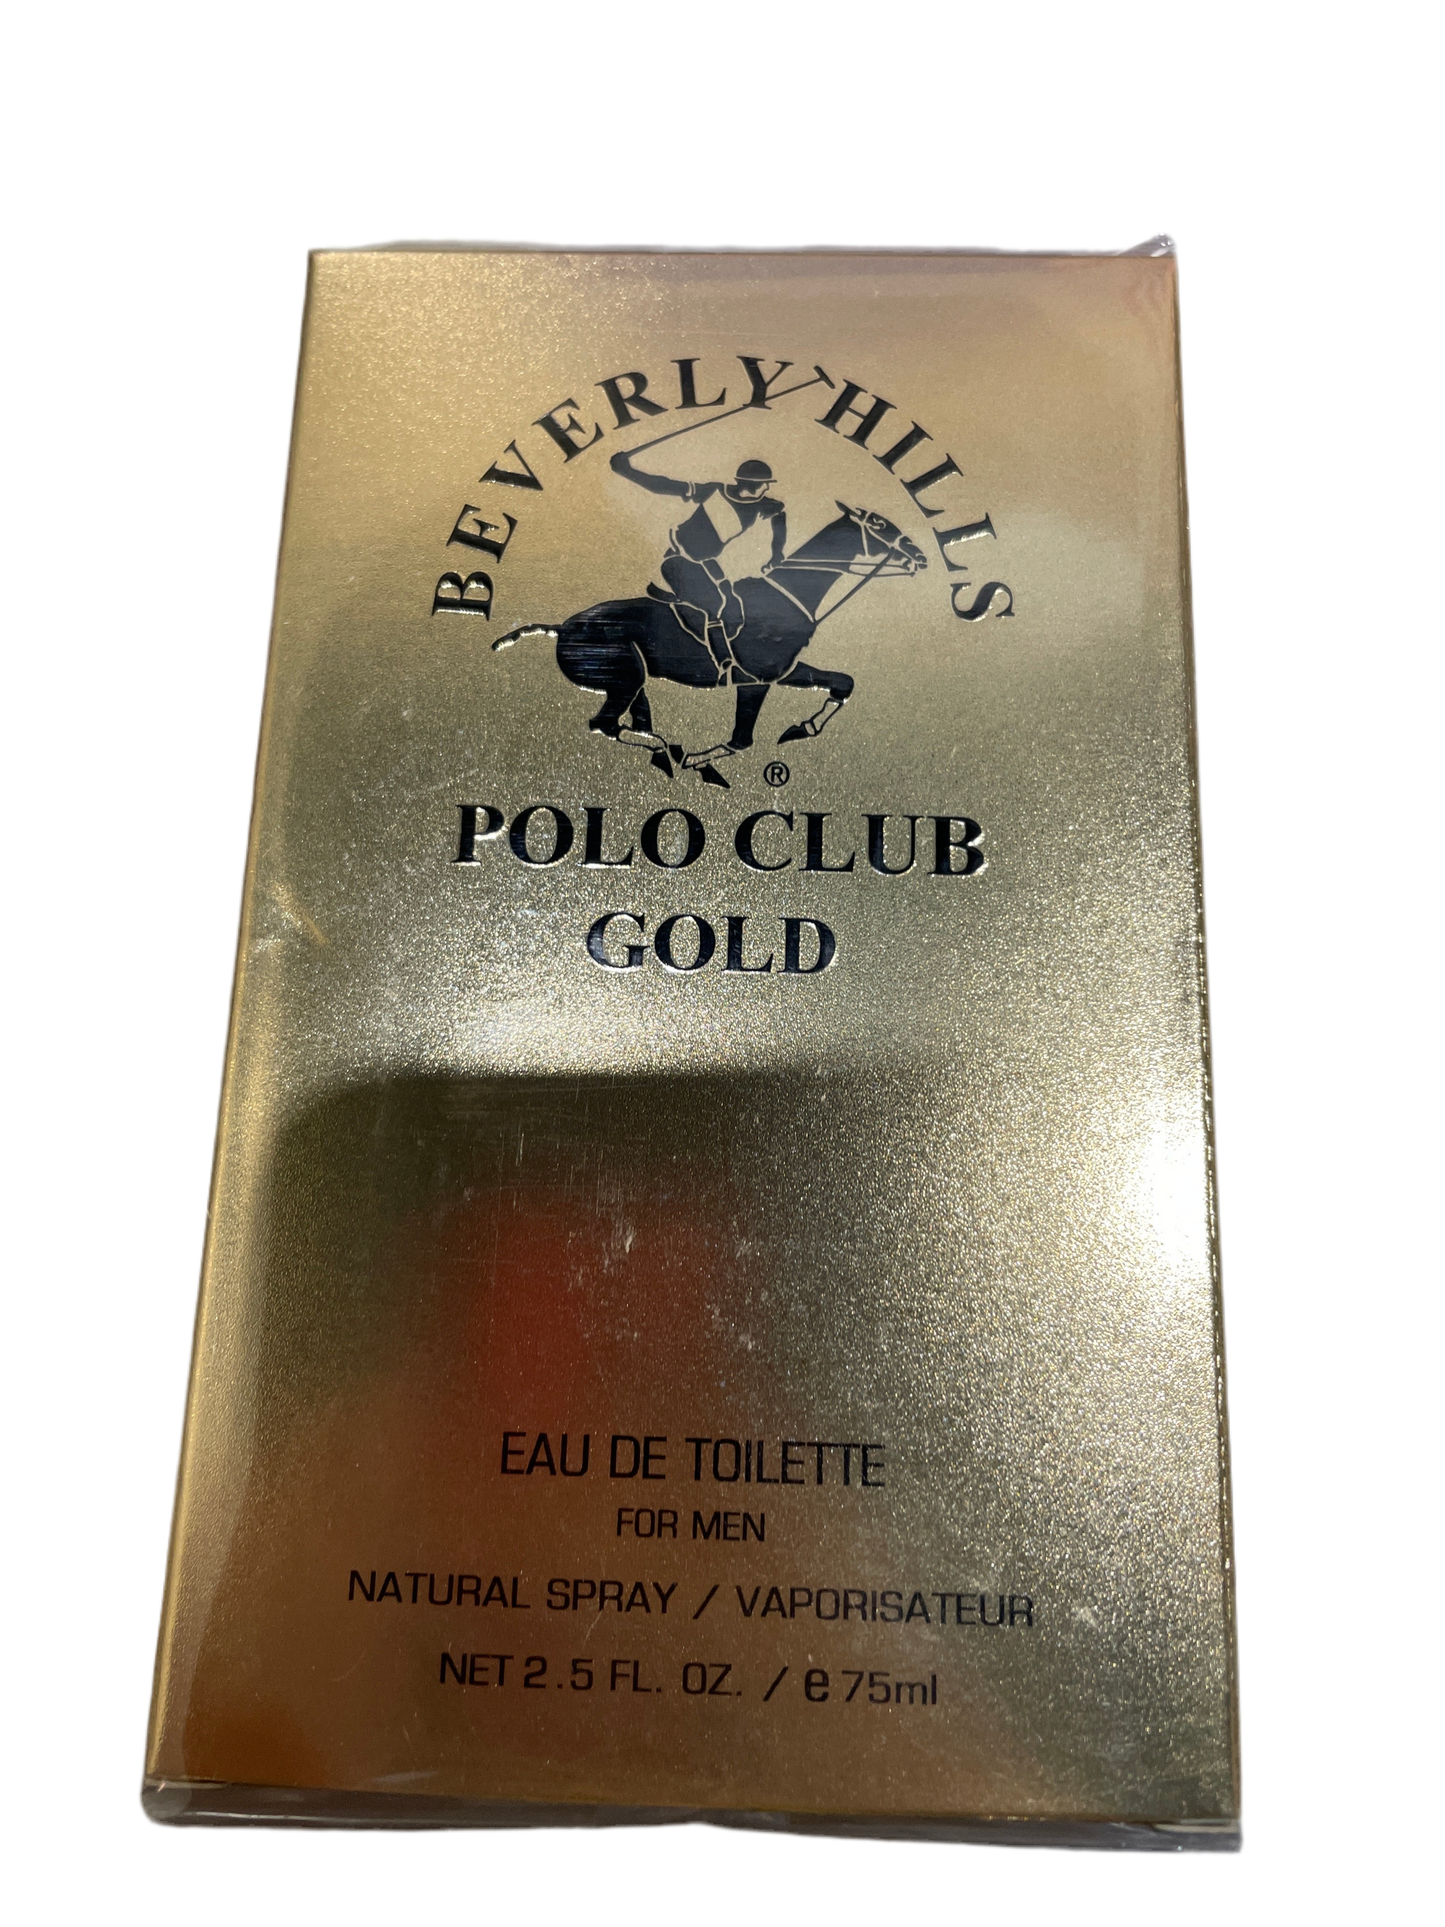 BEVERLY HILLS
®
POLO CLUB
GOLD
EAU DE TOILETTE
FOR MEN
NATURAL SPRAY / VAPORISATEUR
NET 2.5 FL. OZ. / e 75ml